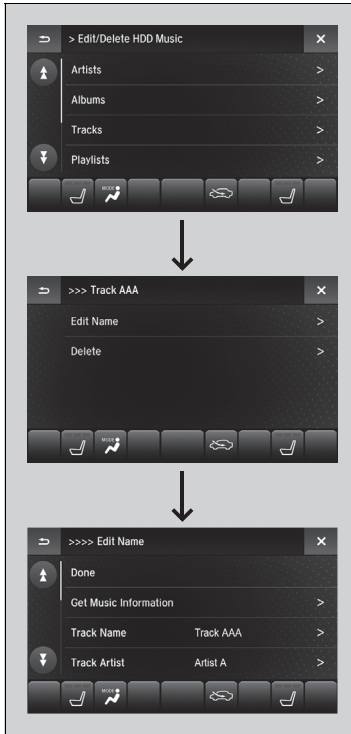 > Edit/Delete HDD Music
Artists >
Albums >
Tracks >
Playlists >
MODE
>>> Track AAA
Edit Name >
Delete >
MODE
>>>> Edit Name
Done
Get Music Information >
Track Name Track AAA >
Track Artist Artist A >
MODE